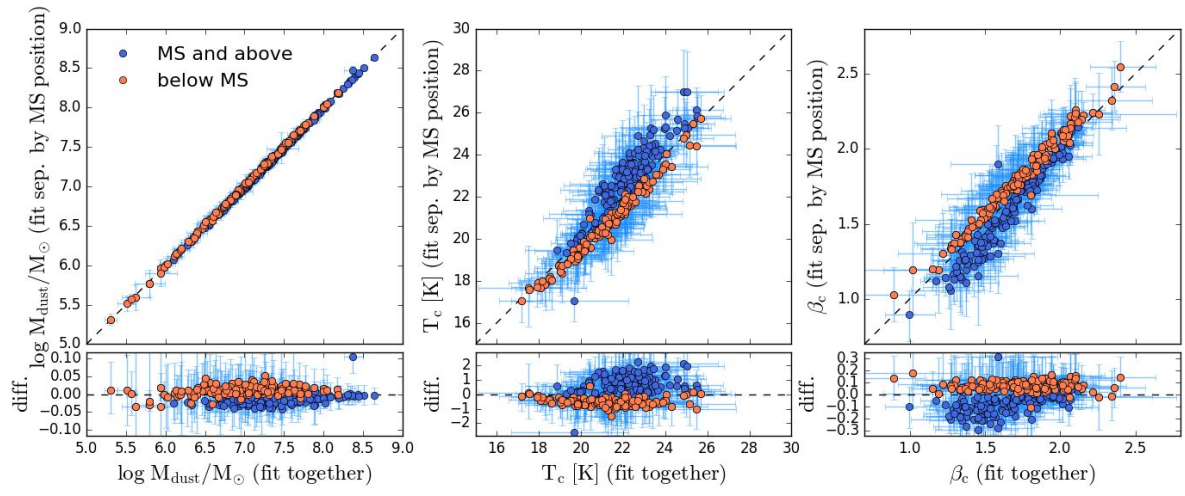 log M_dust/M_⊙ (fit sep. by MS position)
9.0
8.5
8.0
7.5
7.0
6.5
6.0
5.5
5.0
MS and above
below MS
diff.
0.10
0.05
0.00
−0.05
−0.10
5.0 5.5 6.0 6.5 7.0 7.5 8.0 8.5 9.0
log M_dust/M_⊙ (fit together)
T_c [K] (fit sep. by MS position)
30
28
26
24
22
20
18
16
diff.
2
1
0
−1
−2
16 18 20 22 24 26 28 30
T_c [K] (fit together)
β_c (fit sep. by MS position)
2.5
2.0
1.5
1.0
diff.
0.3
0.2
0.1
0.0
−0.1
−0.2
−0.3
1.0 1.5 2.0 2.5
β_c (fit together)